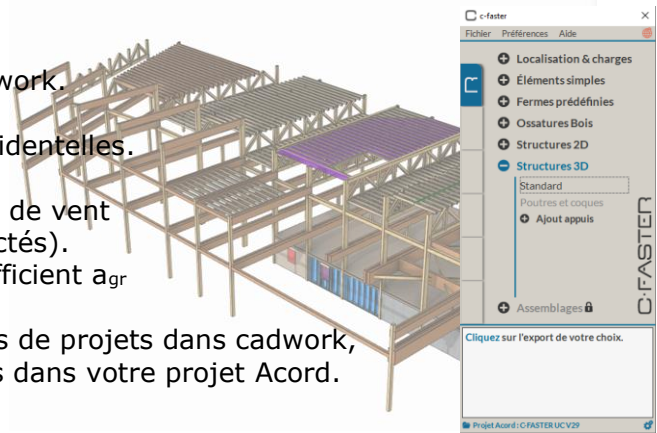 work.
identelles.
de vent
ctés).
fficient agr
s de projets dans cadwork,
s dans votre projet Acord.
c-faster
Fichier Préférences Aide
Localisation & charges
Éléments simples
Fermes prédéfinies
Ossatures Bois
Structures 2D
Structures 3D
Standard
Poutres et coques
Ajout appuis
Assemblages
C·FASTER
Cliquez sur l'export de votre choix.
Projet Acord : C-FASTER UC V29